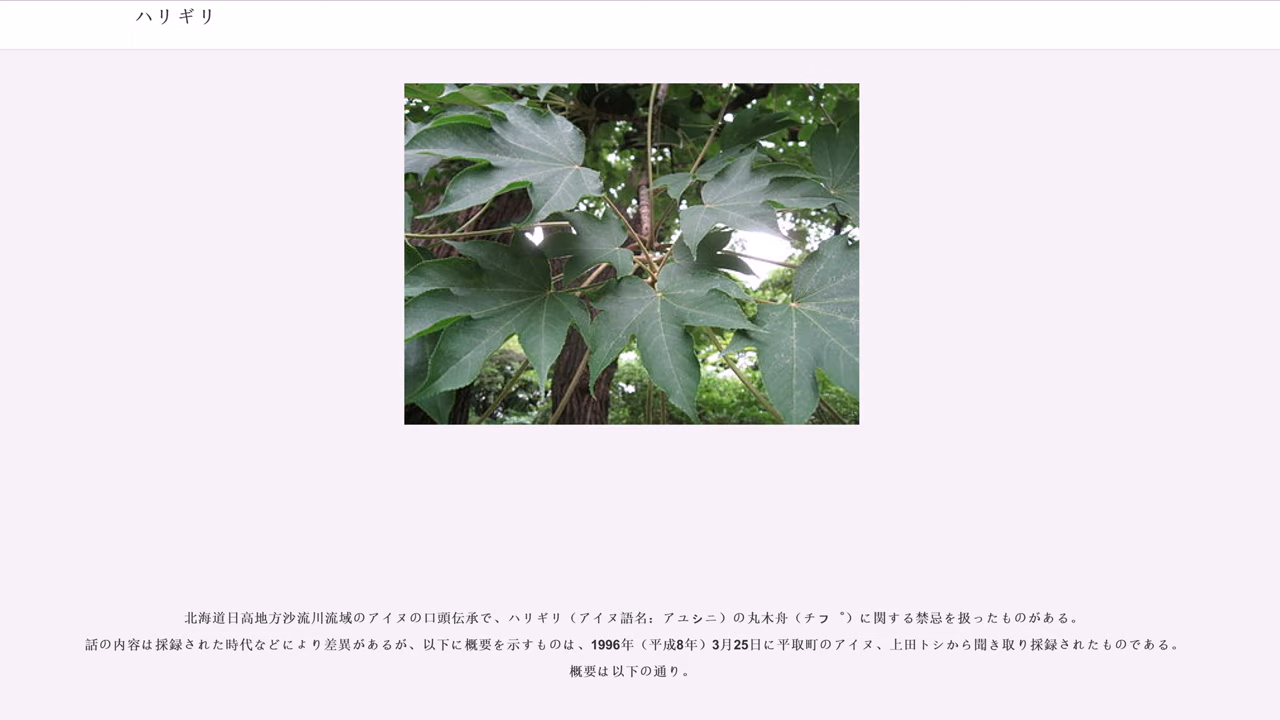 ハリギリ
北海道日高地方沙流川流域のアイヌの口頭伝承で、ハリギリ（アイヌ語名：アユㇱニ）の丸木舟（チㇷ゚）に関する禁忌を扱ったものがある。
話の内容は採録された時代などにより差異があるが、以下に概要を示すものは、1996年（平成8年）3月25日に平取町のアイヌ、上田トシから聞き取り採録されたものである。
概要は以下の通り。